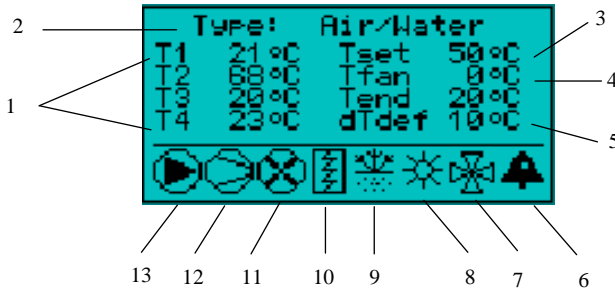 Type: Air/Water
T1 21°C Tset 50°C
T2 68°C Tfan 0°C
T3 20°C Tend 20°C
T4 23°C dTdef 10°C
2
1
3
4
5
13 12 11 10 9 8 7 6